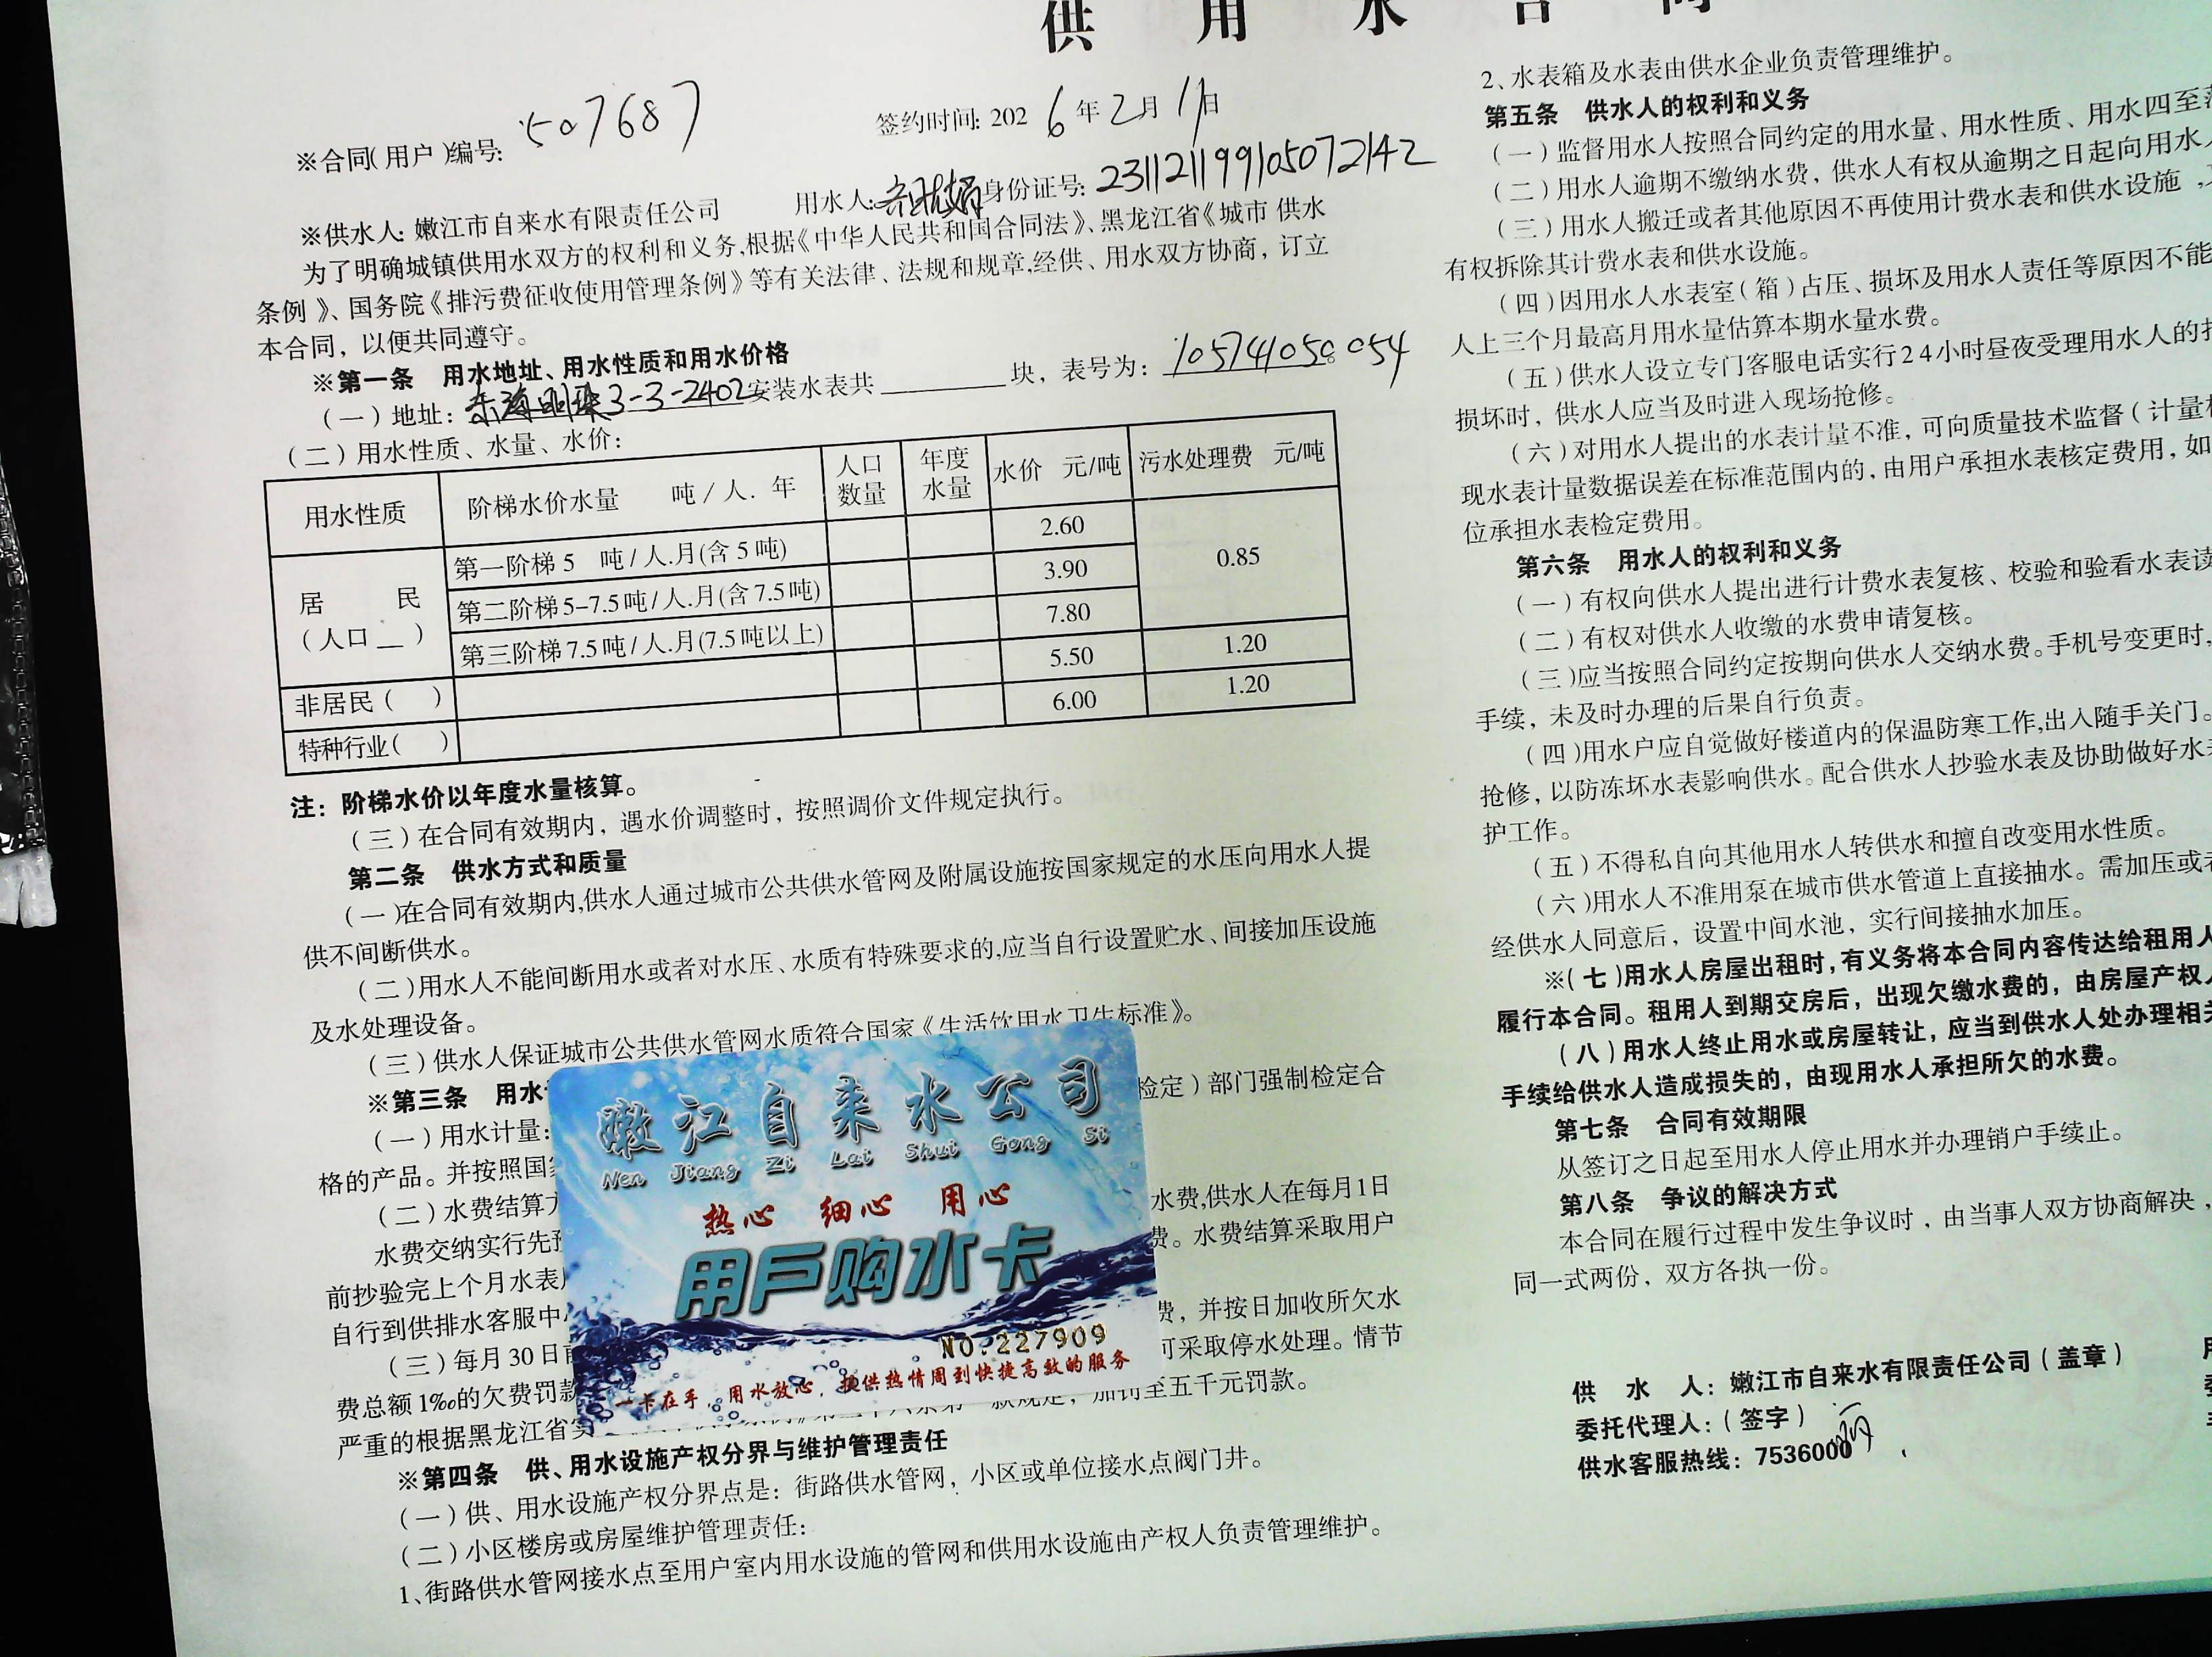 供用水合同
※合同(用户)编号: 507687
签约时间: 2026年2月11日
※供水人: 嫩江市自来水有限责任公司
用水人: 身份证号: 231121199105072142
为了明确城镇供用水双方的权利和义务,根据《中华人民共和国合同法》、黑龙江省《城市 供水
条例 》、国务院《排污费征收使用管理条例》等有关法律、法规和规章,经供、用水双方协商，订立
本合同，以便共同遵守。
※第一条 用水地址、用水性质和用水价格
(一)地址: 东海明珠3-3-2402 安装水表共 块，表号为: 105741050054
(二)用水性质、水量、水价:
用水性质 阶梯水价水量 吨/人.年 人口数量 年度水量 水价 元/吨 污水处理费 元/吨
居 民(人口 ) 第一阶梯 5 吨/人.月(含5吨) 2.60 0.85
第二阶梯5-7.5吨/人.月(含7.5吨) 3.90
第三阶梯7.5吨/人.月(7.5吨以上) 7.80
非居民( ) 5.50 1.20
特种行业( ) 6.00 1.20
注：阶梯水价以年度水量核算。
(三)在合同有效期内，遇水价调整时，按照调价文件规定执行。
第二条 供水方式和质量
(一)在合同有效期内,供水人通过城市公共供水管网及附属设施按国家规定的水压向用水人提
供不间断供水。
(二)用水人不能间断用水或者对水压、水质有特殊要求的,应当自行设置贮水、间接加压设施
及水处理设备。
(三)供水人保证城市公共供水管网水质符合国家《生活饮用水卫生标准》。
※第三条 用水
(一)用水计量: 检定)部门强制检定合
格的产品。并按照国
(二)水费结算方 水费,供水人在每月1日
水费交纳实行先预 费。水费结算采取用户
前抄验完上个月水表
自行到供排水客服中
(三)每月30日前 费，并按日加收所欠水
费总额1‰的欠费罚款 可采取停水处理。情节
严重的根据黑龙江省实 加罚至五千元罚款。
嫩江自来水公司
Nen Jiang Zi Lai Shui Gong Si
热心 细心 用心
用户购水卡
NO:227909
一卡在手，用水放心，提供热情周到快捷高效的服务
※第四条 供、用水设施产权分界与维护管理责任
(一)供、用水设施产权分界点是：街路供水管网，小区或单位接水点阀门井。
(二)小区楼房或房屋维护管理责任:
1、街路供水管网接水点至用户室内用水设施的管网和供用水设施由产权人负责管理维护。
2、水表箱及水表由供水企业负责管理维护。
第五条 供水人的权利和义务
(一)监督用水人按照合同约定的用水量、用水性质、用水四至
(二)用水人逾期不缴纳水费，供水人有权从逾期之日起向用水人
(三)用水人搬迁或者其他原因不再使用计费水表和供水设施，
有权拆除其计费水表和供水设施。
(四)因用水人水表室(箱)占压、损坏及用水人责任等原因不能
人上三个月最高月用水量估算本期水量水费。
(五)供水人设立专门客服电话实行24小时昼夜受理用水人的
损坏时，供水人应当及时进入现场抢修。
(六)对用水人提出的水表计量不准，可向质量技术监督(计量
现水表计量数据误差在标准范围内的，由用户承担水表核定费用，如
位承担水表检定费用。
第六条 用水人的权利和义务
(一)有权向供水人提出进行计费水表复核、校验和验看水表读
(二)有权对供水人收缴的水费申请复核。
(三)应当按照合同约定按期向供水人交纳水费。手机号变更时，
手续，未及时办理的后果自行负责。
(四)用水户应自觉做好楼道内的保温防寒工作,出入随手关门。
抢修，以防冻坏水表影响供水。配合供水人抄验水表及协助做好水
护工作。
(五)不得私自向其他用水人转供水和擅自改变用水性质。
(六)用水人不准用泵在城市供水管道上直接抽水。需加压或
经供水人同意后，设置中间水池，实行间接抽水加压。
※(七)用水人房屋出租时,有义务将本合同内容传达给租用人
履行本合同。租用人到期交房后，出现欠缴水费的，由房屋产权人
(八)用水人终止用水或房屋转让，应当到供水人处办理相关
手续给供水人造成损失的，由现用水人承担所欠的水费。
第七条 合同有效期限
从签订之日起至用水人停止用水并办理销户手续止。
第八条 争议的解决方式
本合同在履行过程中发生争议时，由当事人双方协商解决，
同一式两份，双方各执一份。
供 水 人：嫩江市自来水有限责任公司(盖章)
委托代理人：(签字)
供水客服热线：7536000